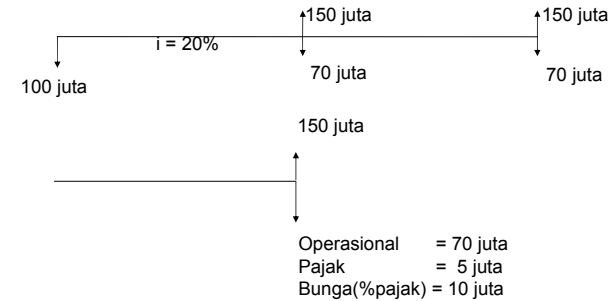 150 juta
150 juta
i = 20%
70 juta
70 juta
100 juta
150 juta
Operasional = 70 juta
Pajak = 5 juta
Bunga(%pajak) = 10 juta